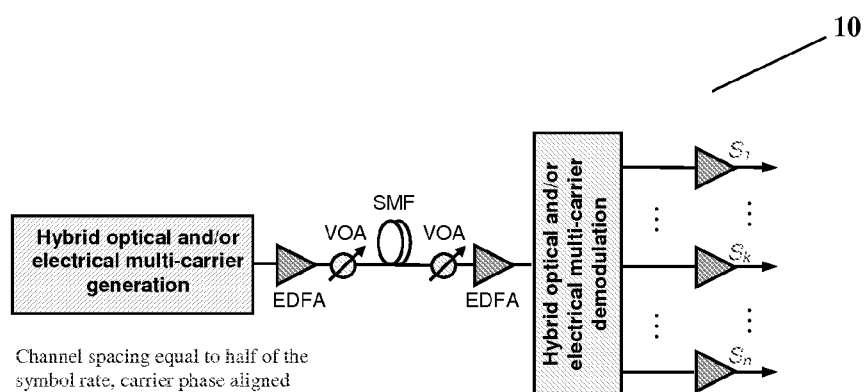 10
Hybrid optical and/or
electrical multi-carrier
generation
EDFA
VOA
SMF
VOA
EDFA
Hybrid optical and/or
electrical multi-carrier
demodulation
S1
Sk
Sn
Channel spacing equal to half of the
symbol rate, carrier phase aligned